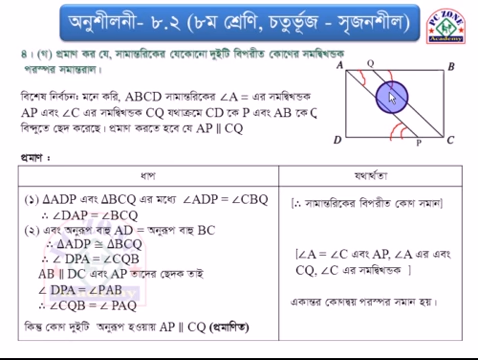 অনুশীলনী- ৮.২ (৮ম শ্রেণি, চতুর্ভূজ - সৃজনশীল)
PC ZONE
Academy
৪। (গ) প্রমাণ কর যে, সামান্তরিকের যেকোনো দুইটি বিপরীত কোণের সমদ্বিখন্ডক
পরস্পর সমান্তরাল।
A Q B
D P C
বিশেষ নির্বচন: মনে করি, ABCD সামান্তরিকের ∠A = এর সমদ্বিখন্ডক
AP এবং ∠C এর সমদ্বিখন্ডক CQ যথাক্রমে CD কে P এবং AB কে Q
বিন্দুতে ছেদ করেছে। প্রমাণ করতে হবে যে AP ∥ CQ
প্রমাণ :
ধাপ যথার্থতা
(১) ΔADP এবং ΔBCQ এর মধ্যে ∠ADP = ∠CBQ [∴ সামান্তরিকের বিপরীত কোণ সমান]
∴ ∠DAP = ∠BCQ
(২) এবং অনুরূপ বাহু AD = অনুরূপ বাহু BC
∴ ΔADP ≅ ΔBCQ [∠A = ∠C এবং AP, ∠A এর এবং
∴ ∠ DPA = ∠CQB CQ, ∠C এর সমদ্বিখন্ডক ]
AB ∥ DC এবং AP তাদের ছেদক তাই
∠ DPA = ∠PAB একান্তর কোণদ্বয় পরস্পর সমান হয়।
∴ ∠CQB = ∠ PAQ
কিন্তু কোণ দুইটি অনুরূপ হওয়ায় AP ∥ CQ (প্রমাণিত)